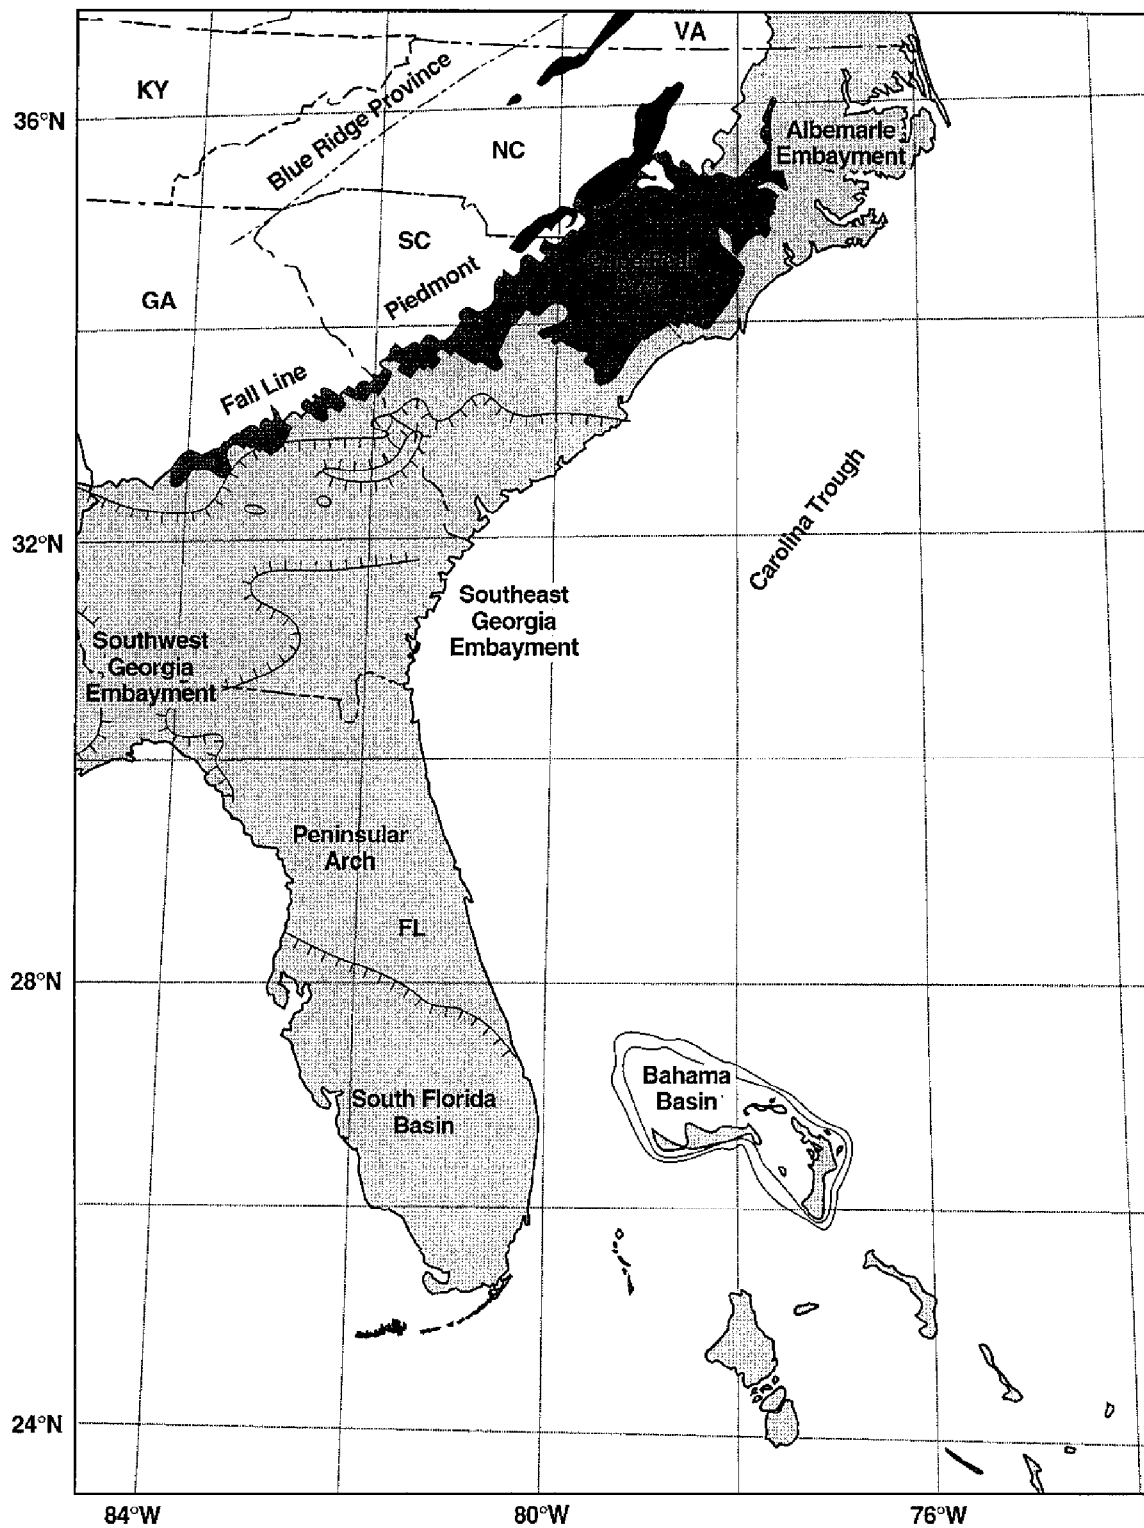 VA
KY
Blue Ridge Province
36°N
NC
Albemarle
Embayment
SC
Piedmont
GA
Fall Line
Carolina Trough
32°N
Southeast
Georgia
Embayment
Southwest
Georgia
Embayment
Peninsular
Arch
FL
28°N
Bahama
Basin
South Florida
Basin
24°N
84°W
80°W
76°W